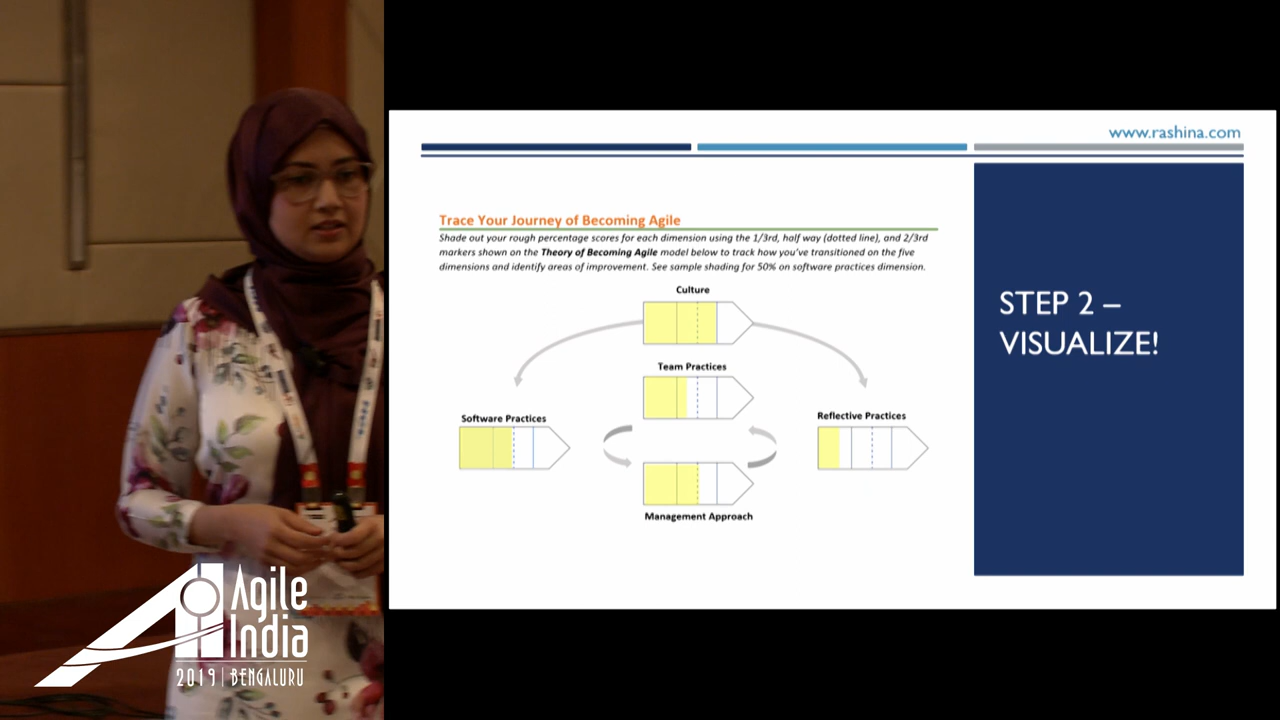 www.rashina.com
Trace Your Journey of Becoming Agile
Shade out your rough percentage scores for each dimension using the 1/3rd, half way (dotted line), and 2/3rd
markers shown on the Theory of Becoming Agile model below to track how you've transitioned on the five
dimensions and identify areas of improvement. See sample shading for 50% on software practices dimension.
Culture
Team Practices
Software Practices
Reflective Practices
Management Approach
STEP 2 –
VISUALIZE!
Agile
India
2019 | BENGALURU